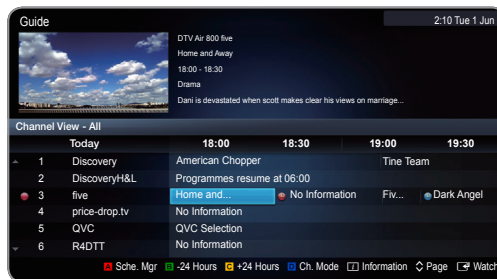 Guide
2:10 Tue 1 Jun
DTV Air 800 five
Home and Away
18:00 - 18:30
Drama
Dani is devastated when scott makes clear his views on marriage...
Channel View - All
Today 18:00 18:30 19:00 19:30
1 Discovery American Chopper Tine Team
2 DiscoveryH&L Programmes resume at 06:00
3 five Home and... No Information Fiv... Dark Angel
4 price-drop.tv No Information
5 QVC QVC Selection
6 R4DTT No Information
A Sche. Mgr B -24 Hours C +24 Hours D Ch. Mode i Information Page Watch